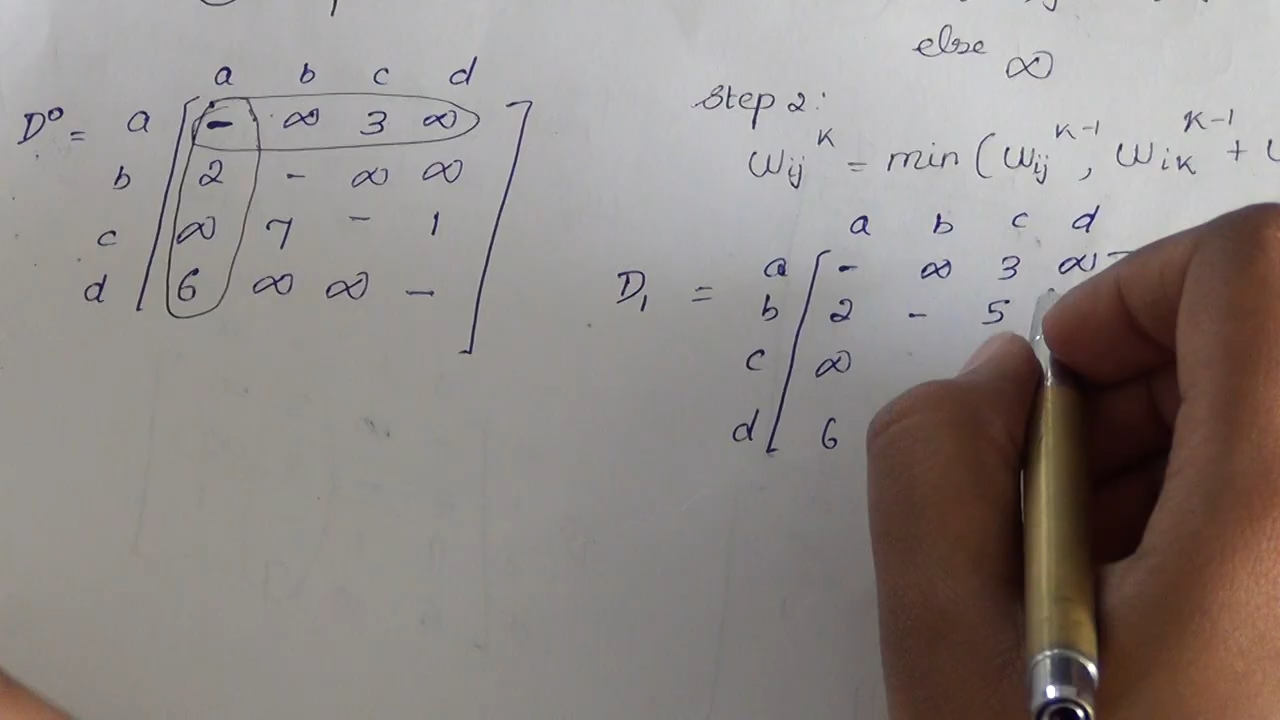 a b c d
D⁰ = a [ - ∞ 3 ∞ ]
b 2 - ∞ ∞
c ∞ 7 - 1
d 6 ∞ ∞ -
else ∞
Step 2:
wij^K = min (wij^K-1, wik^K-1 +
a b c d
D₁ = a [ - ∞ 3 ∞
b 2 - 5
c ∞
d 6